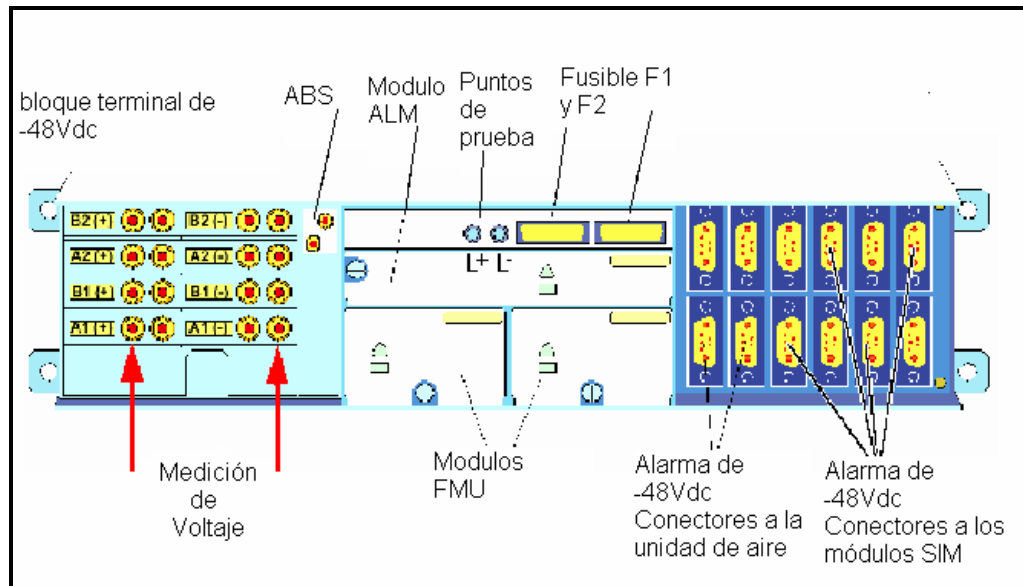 bloque terminal de
-48Vdc
ABS
Modulo
ALM
Puntos
de
prueba
Fusible F1
y F2
B2 (+)
B2 (-)
A2 (+)
A2 (=)
B1 (+)
B1 (-)
A1 (+)
A1 (-)
L+ L-
Medición
de
Voltaje
Modulos
FMU
Alarma de
-48Vdc
Conectores a la
unidad de aire
Alarma de
-48Vdc
Conectores a los
módulos SIM